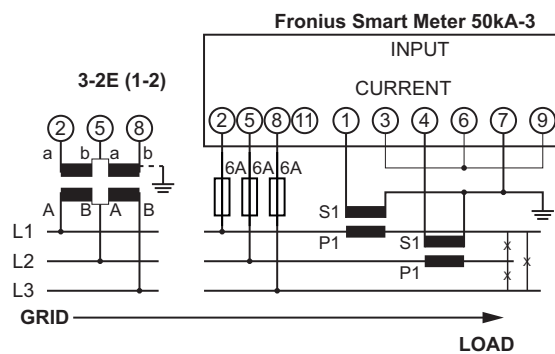 Fronius Smart Meter 50kA-3
INPUT
CURRENT
3-2E (1-2)
2 5 8
a b a b
A B A B
2 5 8 11 1 3 4 6 7 9
6A 6A 6A
S1
P1
S1
P1
L1
L2
L3
x
x
x
GRID
LOAD